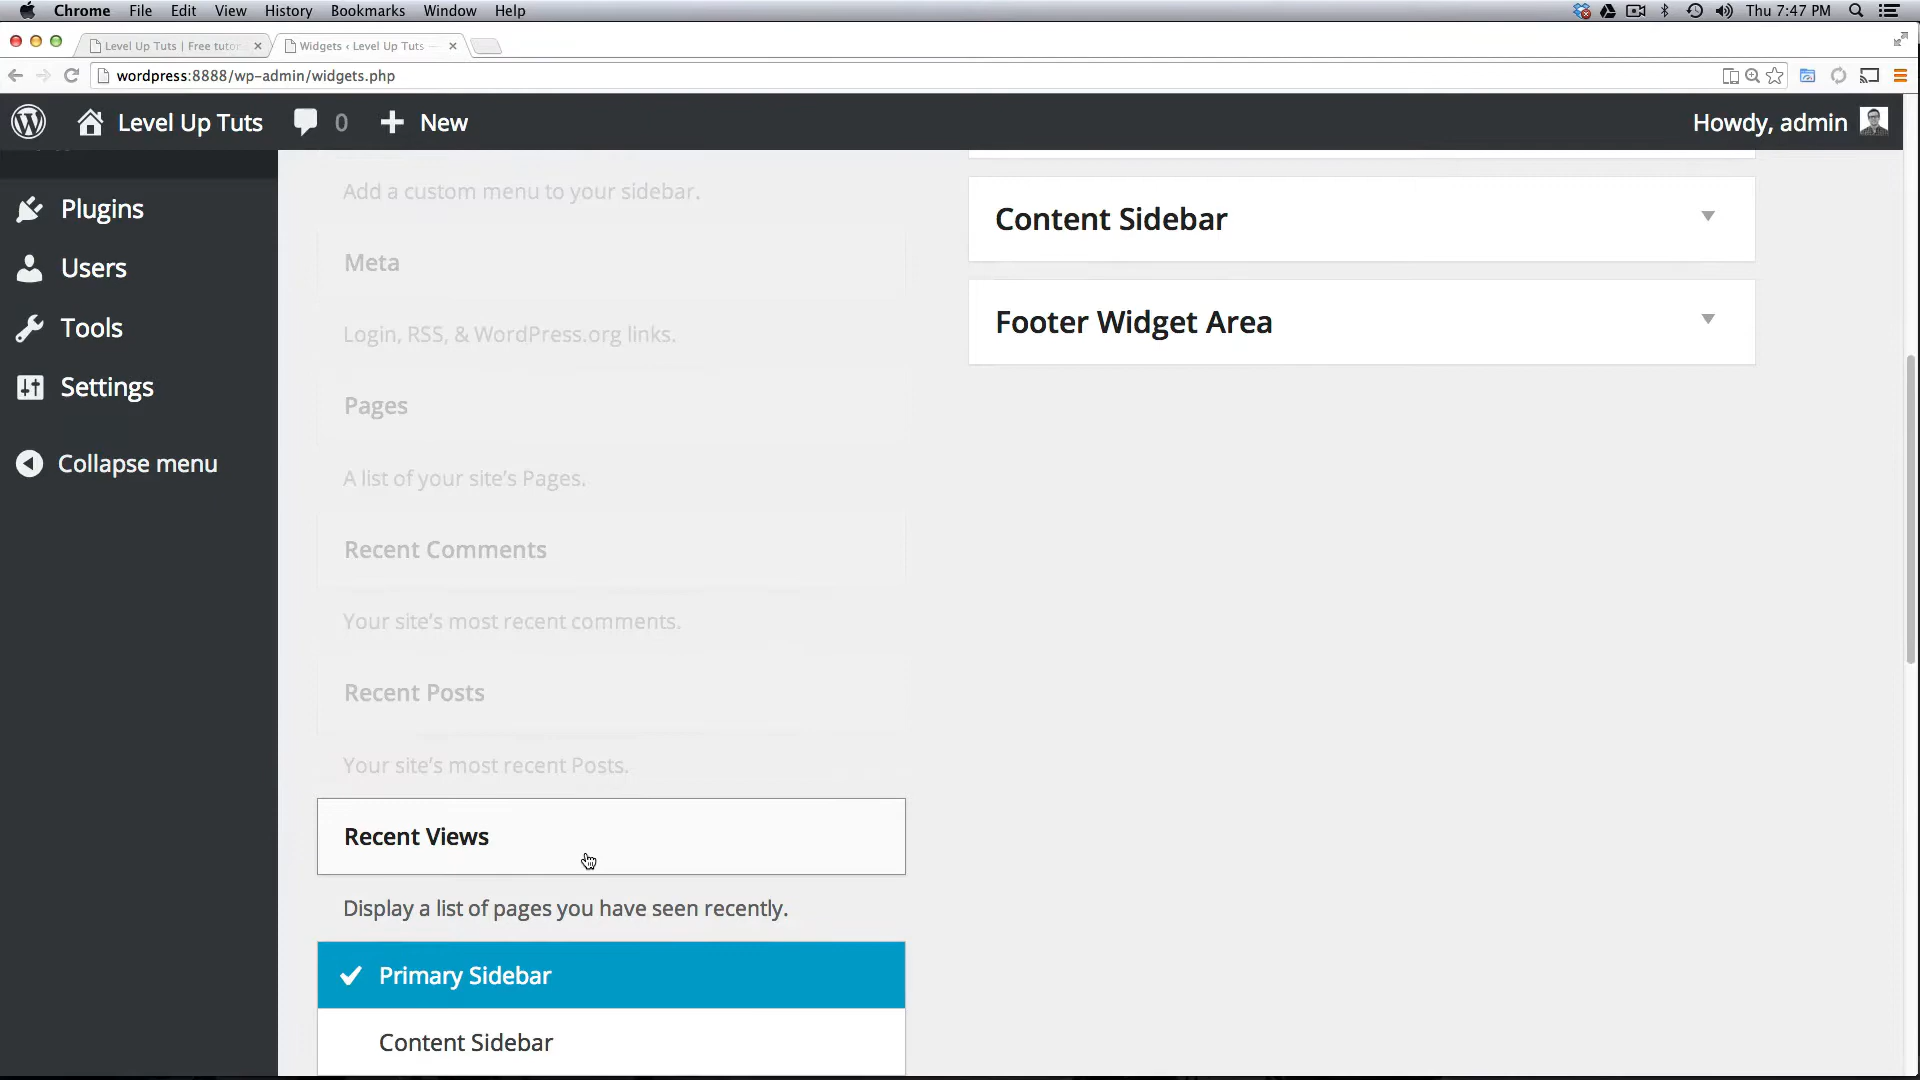 Chrome File Edit View History Bookmarks Window Help Thu 7:47 PM
Level Up Tuts | Free tutor
Widgets ‹ Level Up Tuts —
wordpress:8888/wp-admin/widgets.php
Level Up Tuts 0 New Howdy, admin
Plugins
Users
Tools
Settings
Collapse menu
Add a custom menu to your sidebar.
Meta
Login, RSS, & WordPress.org links.
Pages
A list of your site’s Pages.
Recent Comments
Your site’s most recent comments.
Recent Posts
Your site’s most recent Posts.
Recent Views
Display a list of pages you have seen recently.
Primary Sidebar
Content Sidebar
Content Sidebar
Footer Widget Area